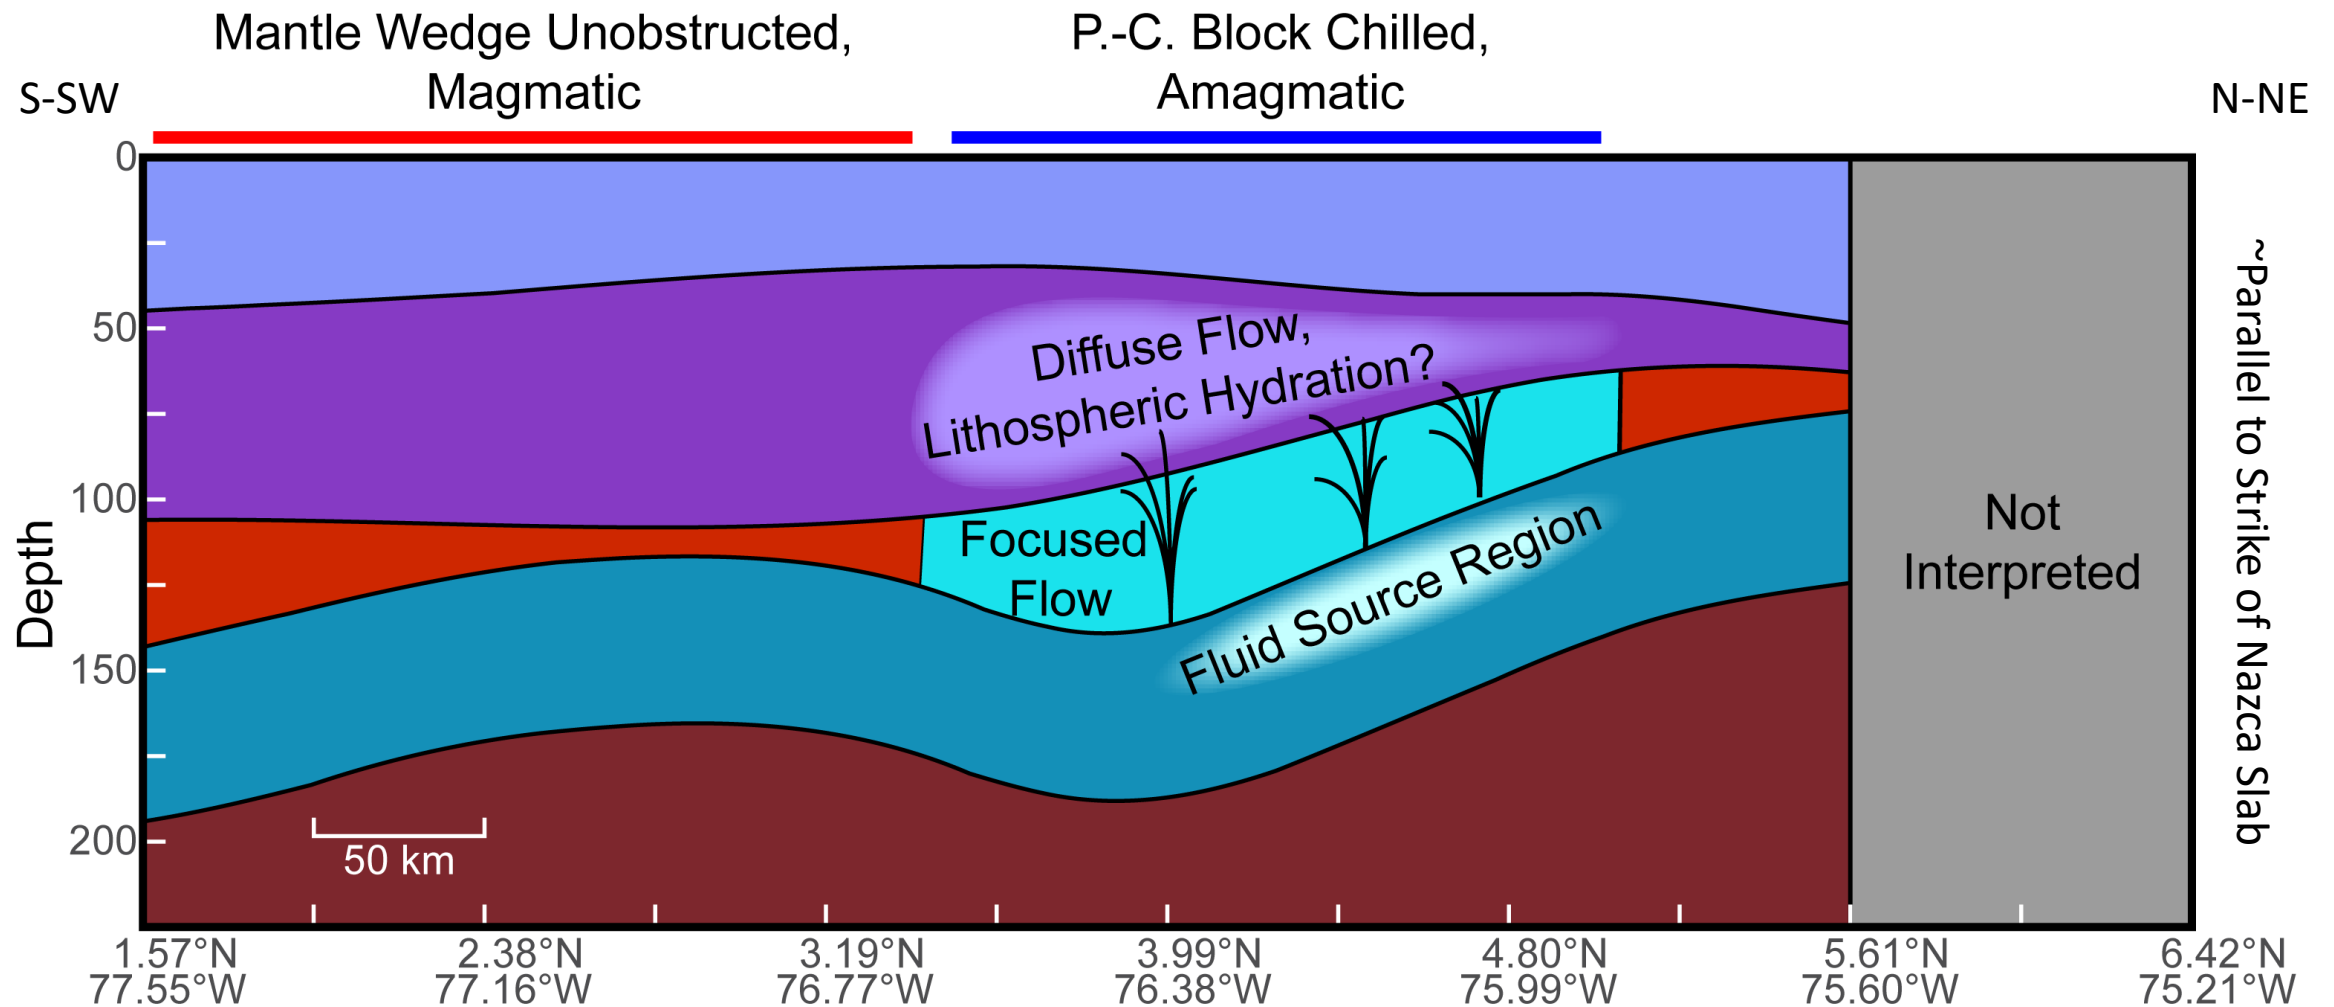 Mantle Wedge Unobstructed,
Magmatic
P.-C. Block Chilled,
Amagmatic
S-SW
N-NE
0
50
100
150
200
Depth
Diffuse Flow,
Lithospheric Hydration?
Focused
Flow
Fluid Source Region
Not
Interpreted
~Parallel to Strike of Nazca Slab
50 km
1.57°N
77.55°W
2.38°N
77.16°W
3.19°N
76.77°W
3.99°N
76.38°W
4.80°N
75.99°W
5.61°N
75.60°W
6.42°N
75.21°W